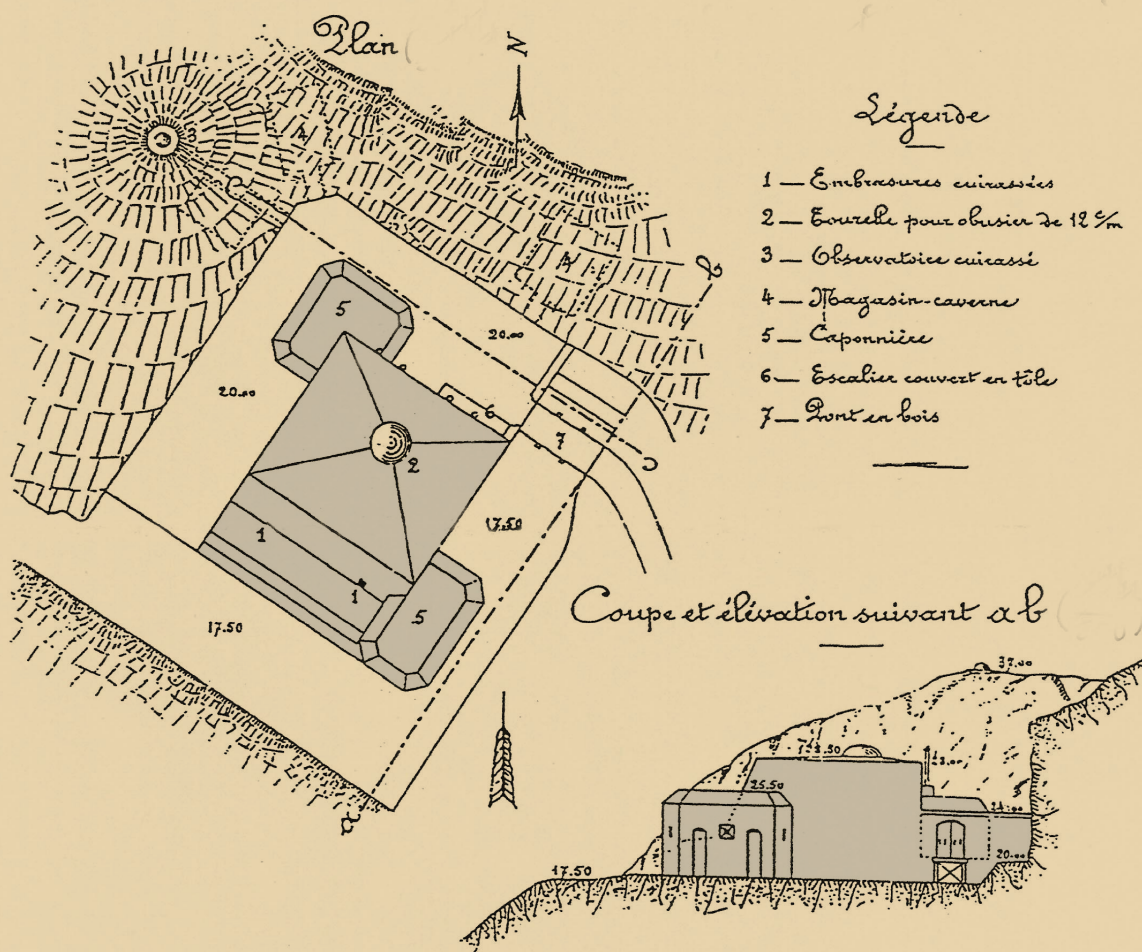 Plan
N
Légende
1 — Embrasures cuirassées
2 — Tourelle pour obusier de 12 c/m
3 — Observatoire cuirassé
4 — Magasin-caverne
5 — Caponnière
6 — Escalier couvert en tôle
7 — Pont en bois
b
5
20.00
20.00
6
7
2
17.50
1
1
5
17.50
a
Coupe et élévation suivant a b
37.00
25.50
24.00
20.00
17.50